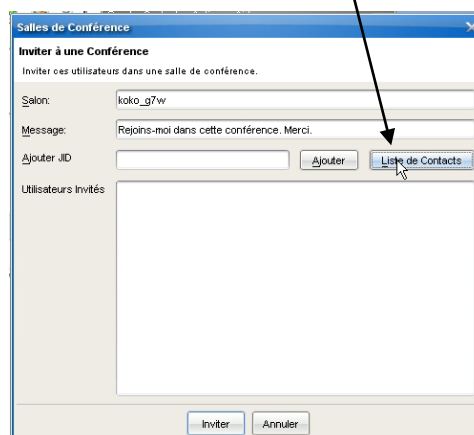 Salles de Conférence
Inviter à une Conférence
Inviter ces utilisateurs dans une salle de conférence.
Salon: koko_g7w
Message: Rejoins-moi dans cette conférence. Merci.
Ajouter JID Ajouter Liste de Contacts
Utilisateurs Invités
Inviter Annuler